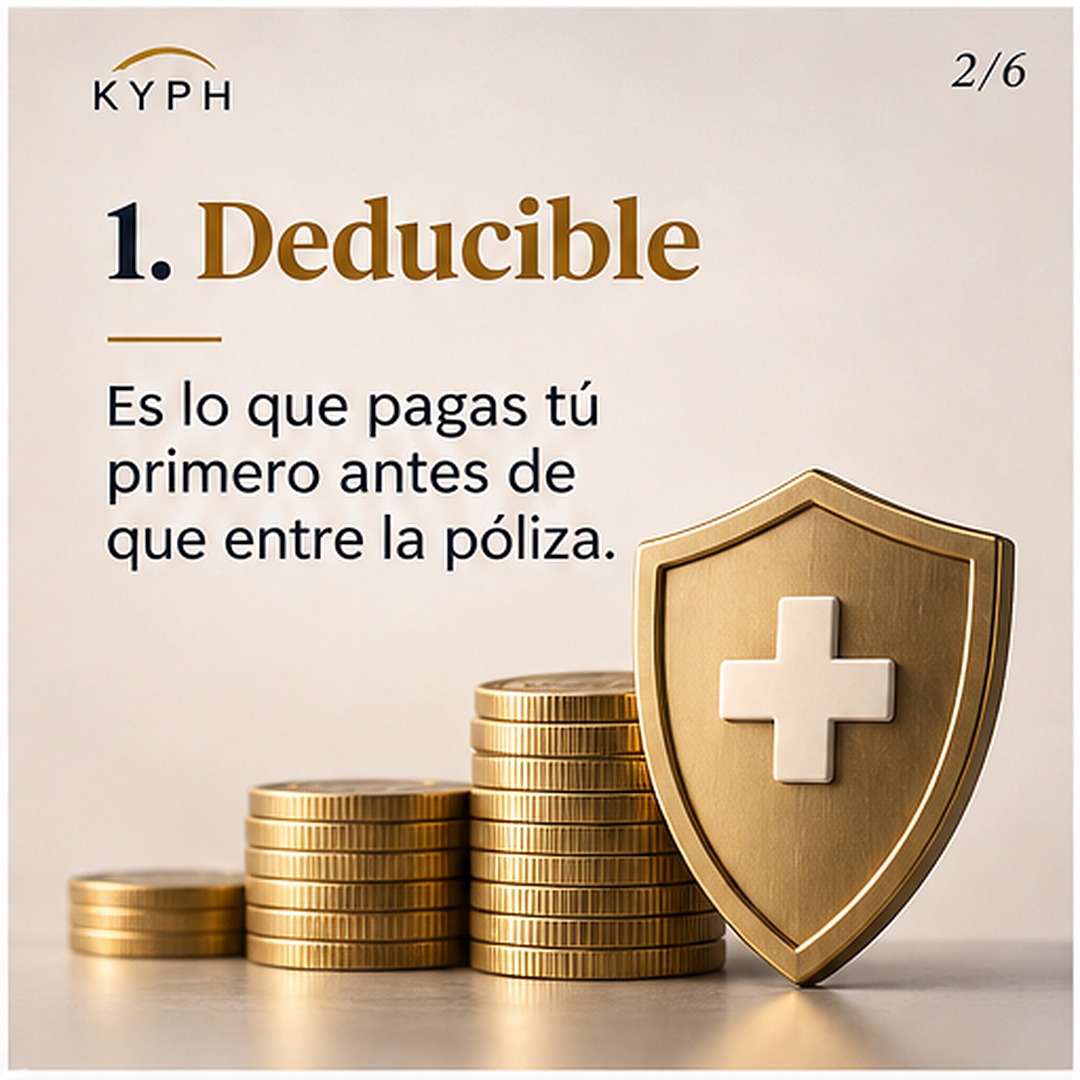 KYPH
2/6
1. Deducible
Es lo que pagas tú
primero antes de
que entre la póliza.